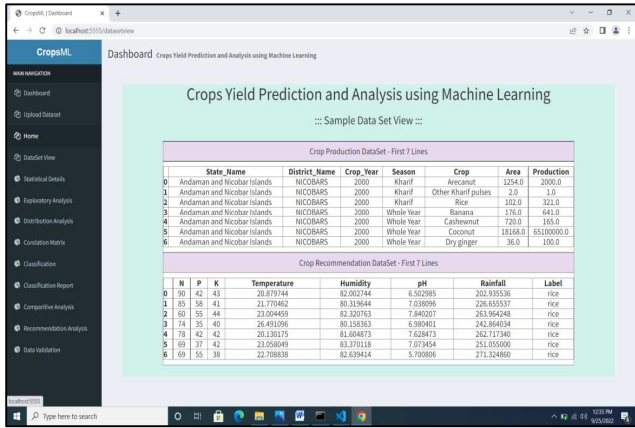 CropsML | Dashboard
localhost:5555/datasetview
CropsML
Dashboard Crops Yield Prediction and Analysis using Machine Learning
MAIN NAVIGATION
Dashboard
Upload Dataset
Home
DataSet View
Statistical Details
Exploratory Analysis
Distribution Analysis
Corelation Matrix
Classification
Classification Report
Comparitive Analysis
Recommendation Analysis
Data Validation
Crops Yield Prediction and Analysis using Machine Learning
::: Sample Data Set View :::
Crop Production DataSet - First 7 Lines
State_Name District_Name Crop_Year Season Crop Area Production
0 Andaman and Nicobar Islands NICOBARS 2000 Kharif Arecanut 1254.0 2000.0
1 Andaman and Nicobar Islands NICOBARS 2000 Kharif Other Kharif pulses 2.0 1.0
2 Andaman and Nicobar Islands NICOBARS 2000 Kharif Rice 102.0 321.0
3 Andaman and Nicobar Islands NICOBARS 2000 Whole Year Banana 176.0 641.0
4 Andaman and Nicobar Islands NICOBARS 2000 Whole Year Cashewnut 720.0 165.0
5 Andaman and Nicobar Islands NICOBARS 2000 Whole Year Coconut 18168.0 65100000.0
6 Andaman and Nicobar Islands NICOBARS 2000 Whole Year Dry ginger 36.0 100.0
Crop Recommendation DataSet - First 7 Lines
N P K Temperature Humidity pH Rainfall Label
0 90 42 43 20.879744 82.002744 6.502985 202.935536 rice
1 85 58 41 21.770462 80.319644 7.038096 226.655537 rice
2 60 55 44 23.004459 82.320763 7.840207 263.964248 rice
3 74 35 40 26.491096 80.158363 6.980401 242.864034 rice
4 78 42 42 20.130175 81.604873 7.628473 262.717340 rice
5 69 37 42 23.058049 83.370118 7.073454 251.055000 rice
6 69 55 38 22.708838 82.639414 5.700806 271.324860 rice
localhost:5555
Type here to search
12:35 PM
9/25/2022